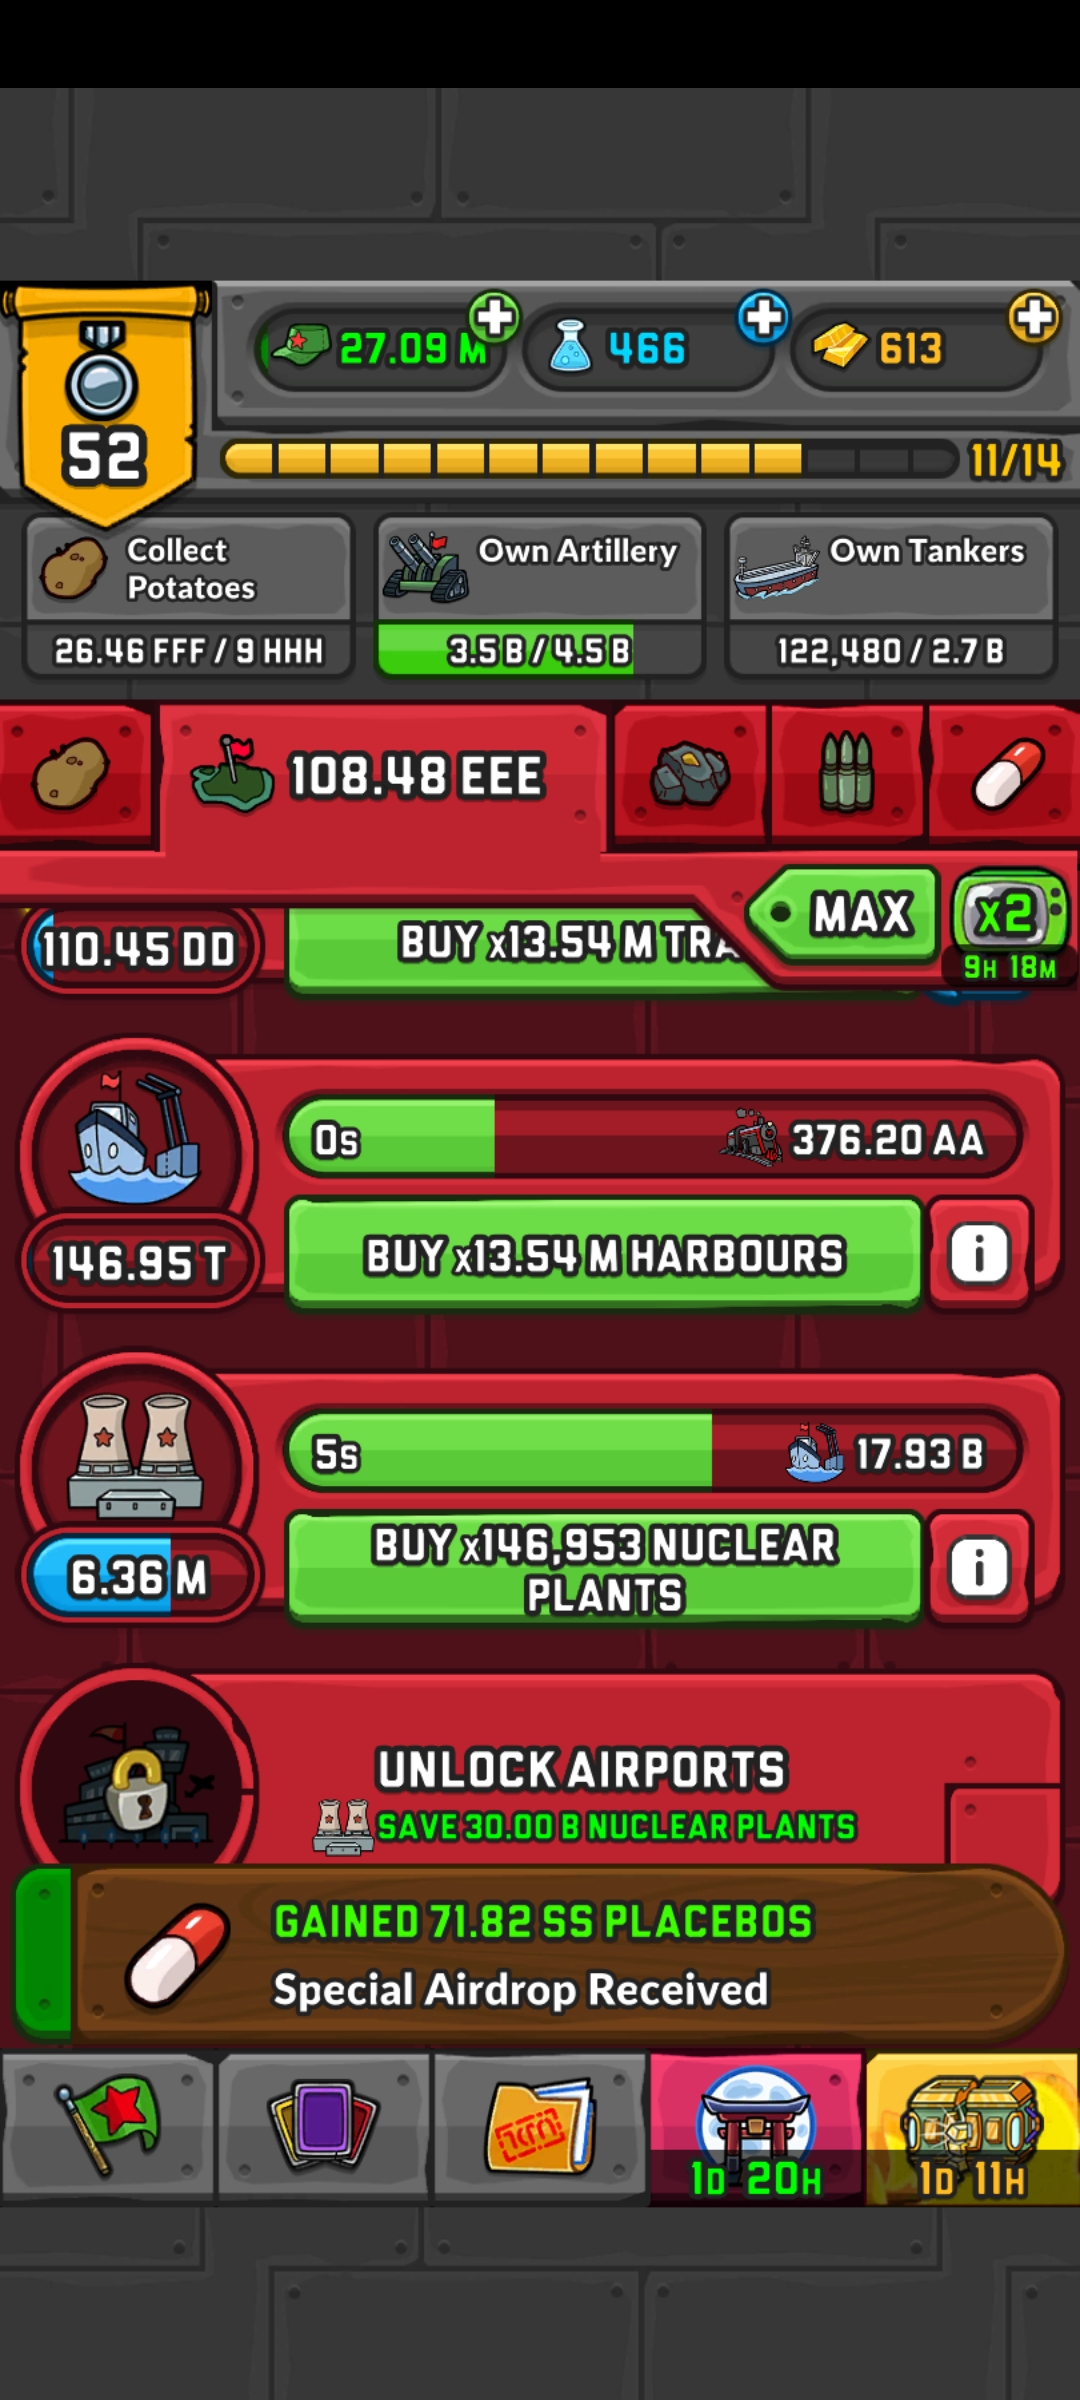 27.09 M
466
613
52
11/14
Collect
Potatoes
Own Artillery
Own Tankers
26.46 FFF / 9 HHH
3.5 B / 4.5 B
122,480 / 2.7 B
108.48 EEE
MAX
x2
9H 18M
110.45 DD
BUY x13.54 M TRA
0s
376.20 AA
146.95 T
BUY x13.54 M HARBOURS
5s
17.93 B
6.36 M
BUY x146,953 NUCLEAR
PLANTS
UNLOCK AIRPORTS
SAVE 30.00 B NUCLEAR PLANTS
GAINED 71.82 SS PLACEBOS
Special Airdrop Received
1D 20H
1D 11H